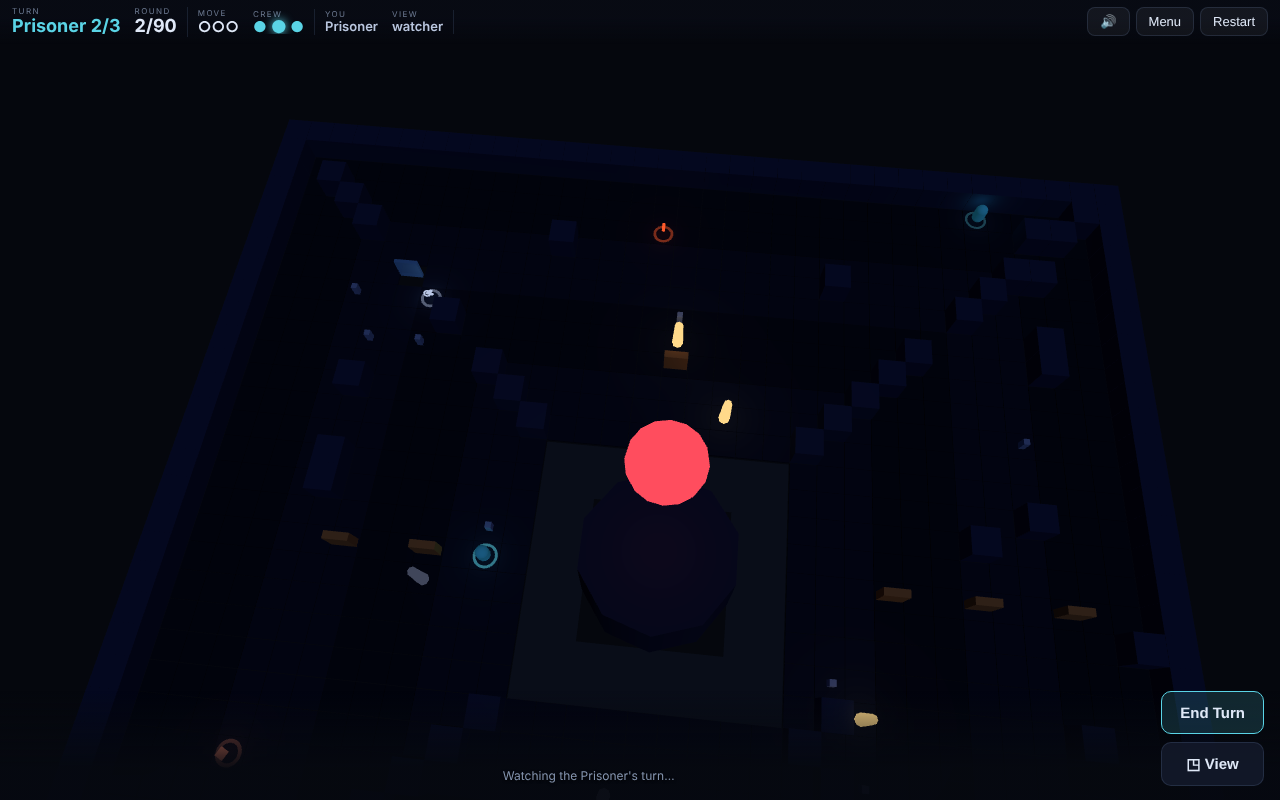 TURN
Prisoner 2/3
ROUND
2/90
MOVE
CREW
YOU
Prisoner
VIEW
watcher
Menu
Restart
End Turn
View
Watching the Prisoner's turn...